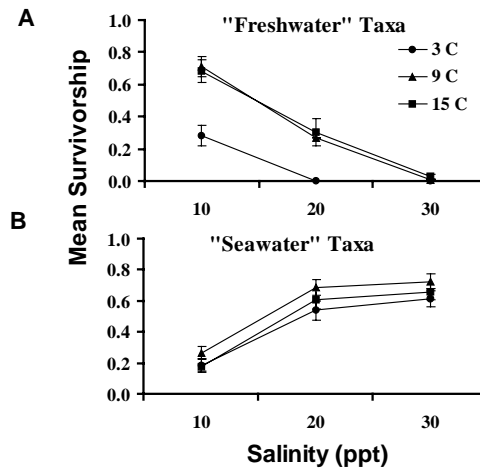 A
"Freshwater" Taxa
1.0
0.8
0.6
0.4
0.2
0.0
3 C
9 C
15 C
10 20 30
Mean Survivorship
B
"Seawater" Taxa
1.0
0.8
0.6
0.4
0.2
0.0
10 20 30
Salinity (ppt)